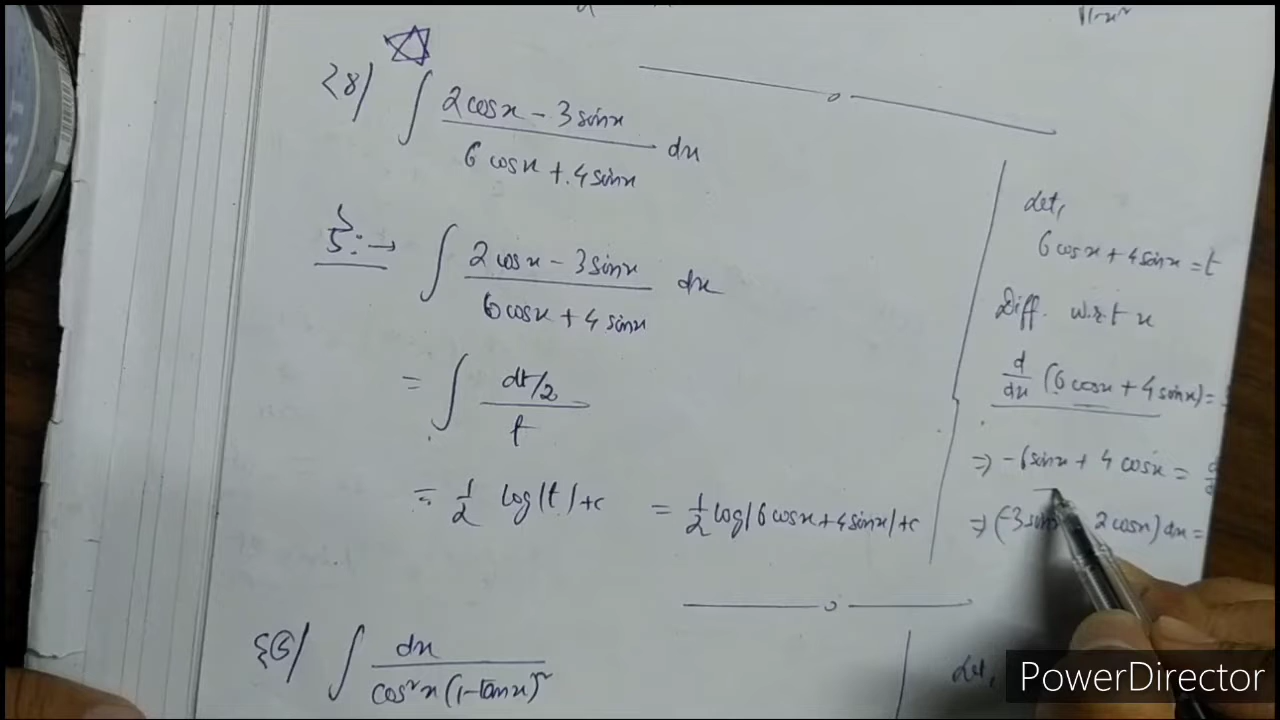 28) ∫ (2cosx − 3sinx)/(6cosx + 4sinx) dx
S:→ ∫ (2cosx − 3sinx)/(6cosx + 4sinx) dx
= ∫ (dt/2)/t
= 1/2 log|t| + c = 1/2 log|6cosx + 4sinx| + c
Let,
6cosx + 4sinx = t
Diff. w.r.t x
d/dx (6cosx + 4sinx) =
⇒ -6sinx + 4cosx =
⇒ (-3 2cosx) dx =
∫ dx/(cos²x (1-tanx)²)
Let,
PowerDirector